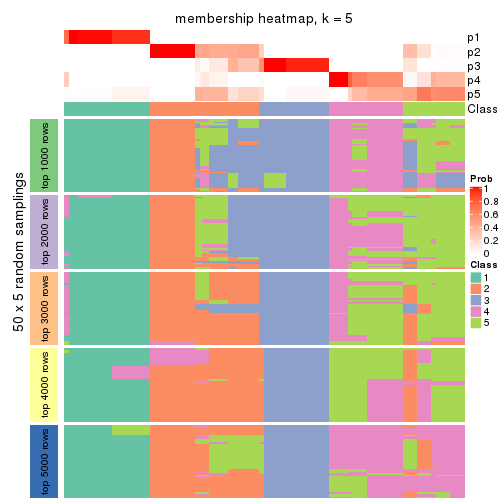 membership heatmap, k = 5
p1
p2
p3
p4
p5
Class
50 x 5 random samplings
top 1000 rows
top 2000 rows
top 3000 rows
top 4000 rows
top 5000 rows
Prob
1
0.8
0.6
0.4
0.2
0
Class
1
2
3
4
5